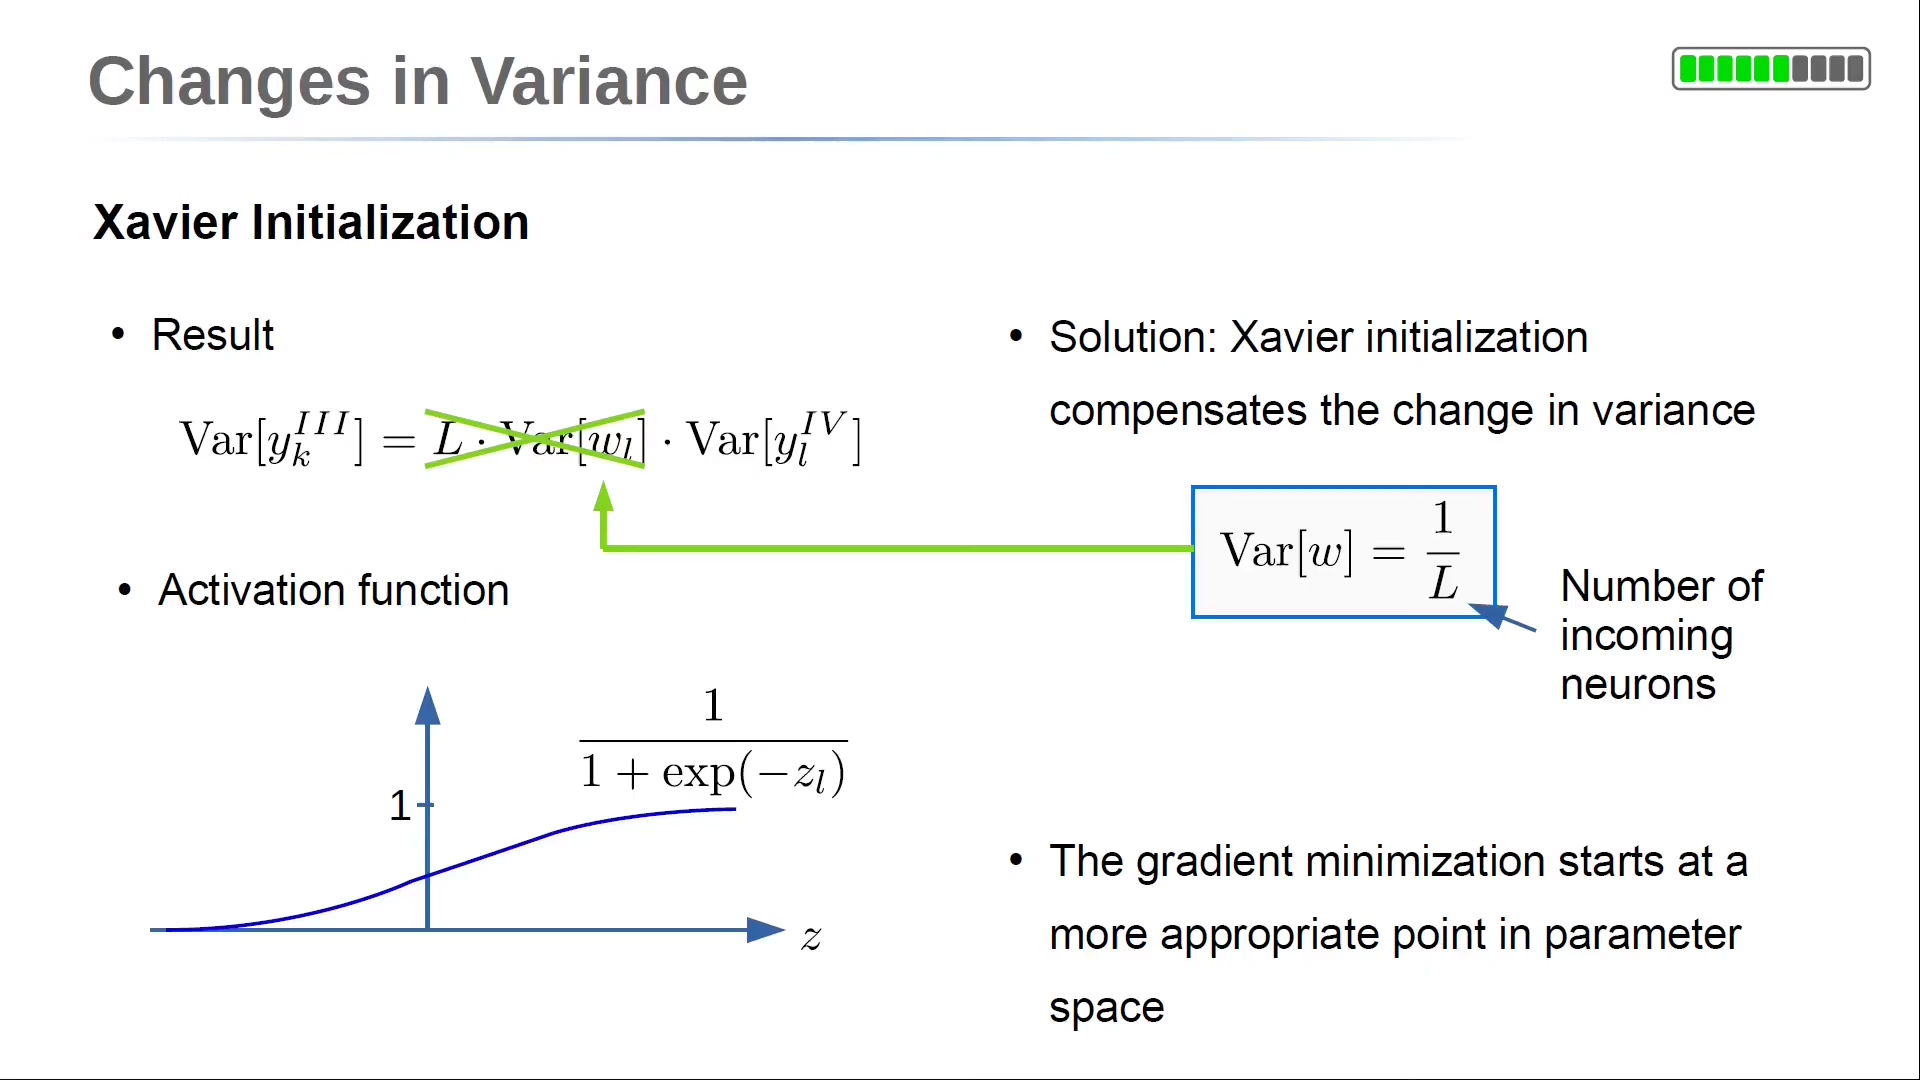 Changes in Variance
Xavier Initialization
• Result
Var[y_k^{III}] = L · Var[w_l] · Var[y_l^{IV}]
• Activation function
1
1 + exp(−z_l)
1
z
• Solution: Xavier initialization
compensates the change in variance
Var[w] = 1/L
Number of
incoming
neurons
• The gradient minimization starts at a
more appropriate point in parameter
space